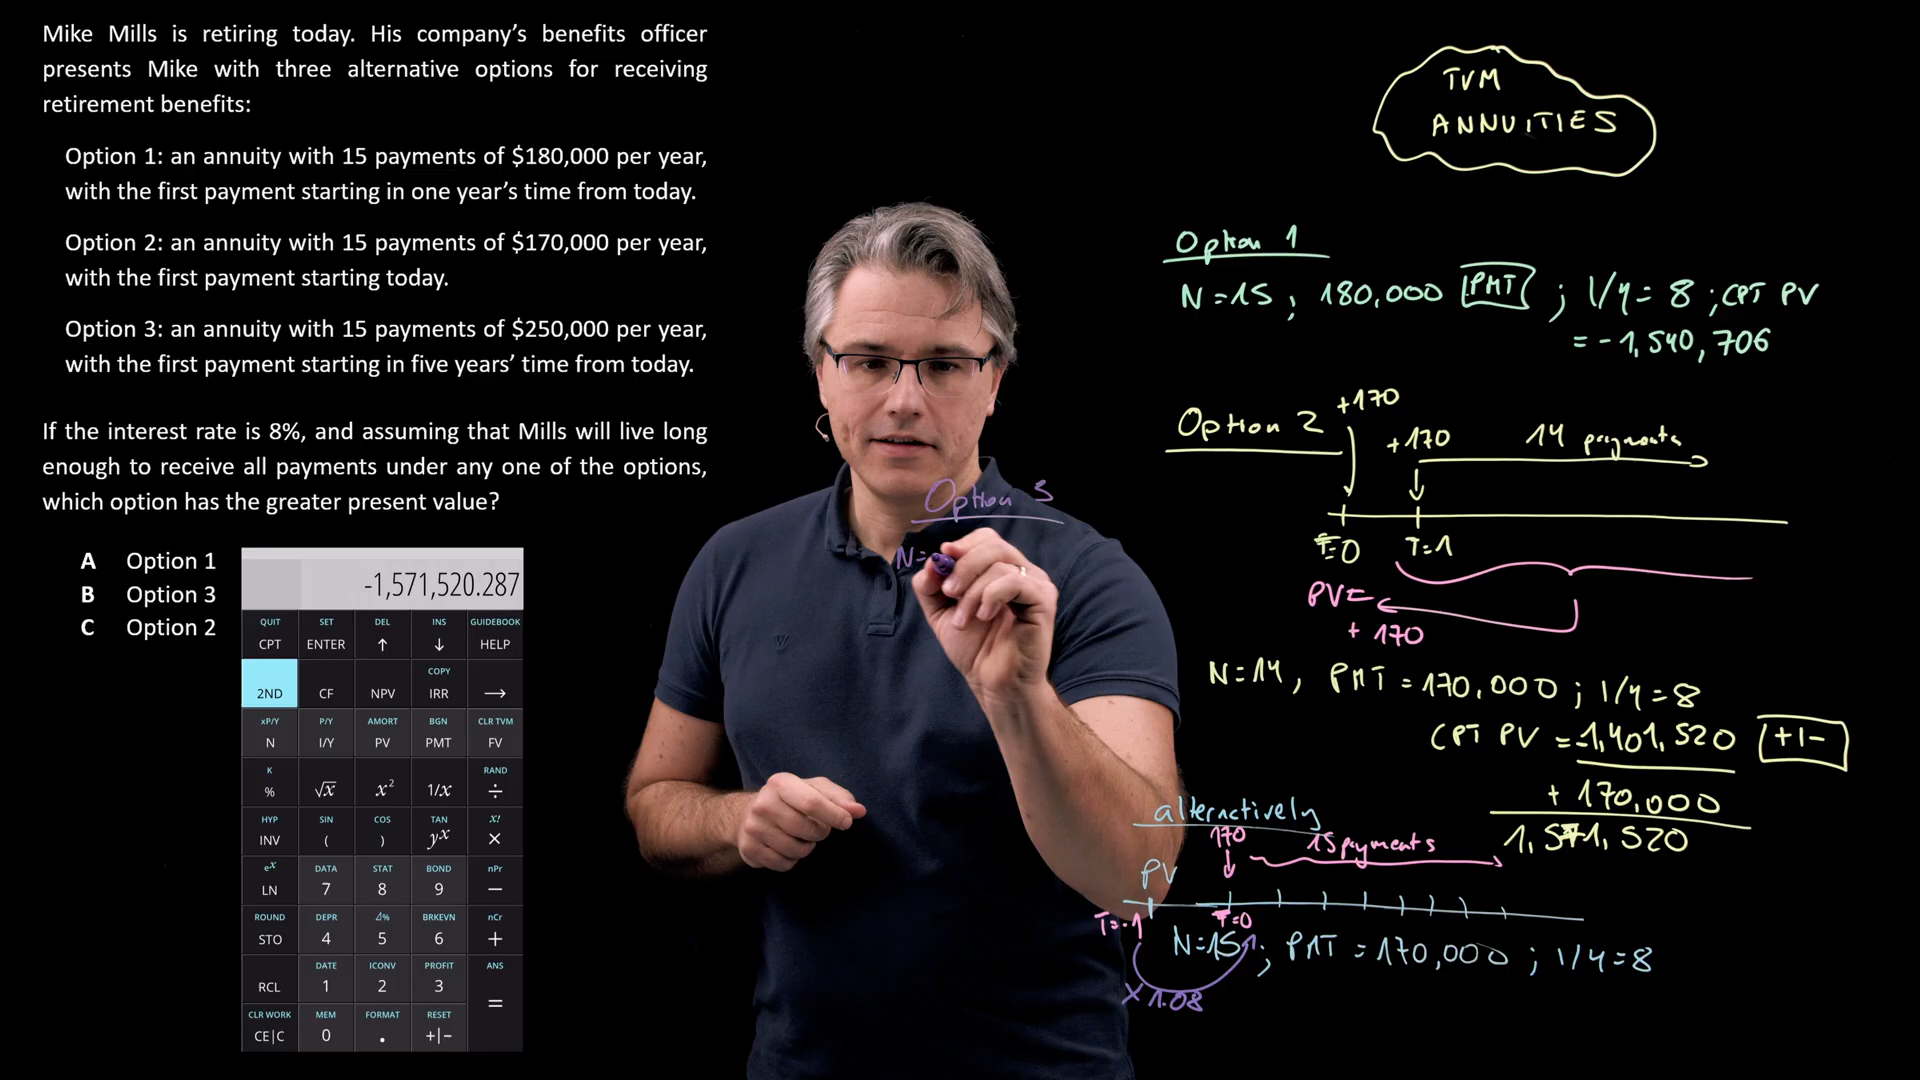 Mike Mills is retiring today. His company's benefits officer
presents Mike with three alternative options for receiving
retirement benefits:
Option 1: an annuity with 15 payments of $180,000 per year,
with the first payment starting in one year's time from today.
Option 2: an annuity with 15 payments of $170,000 per year,
with the first payment starting today.
Option 3: an annuity with 15 payments of $250,000 per year,
with the first payment starting in five years' time from today.
If the interest rate is 8%, and assuming that Mills will live long
enough to receive all payments under any one of the options,
which option has the greater present value?
A Option 1
B Option 3
C Option 2
-1,571,520.287
QUIT SET DEL INS GUIDEBOOK
CPT ENTER ↑ ↓ HELP
COPY
2ND CF NPV IRR →
xP/Y P/Y AMORT BGN CLR TVM
N I/Y PV PMT FV
K RAND
% √x x² 1/x ÷
HYP SIN COS TAN x!
INV ( ) yˣ ×
eˣ DATA STAT BOND nPr
LN 7 8 9 −
ROUND DEPR Δ% BRKEVN nCr
STO 4 5 6 +
DATE ICONV PROFIT ANS
RCL 1 2 3 =
CLR WORK MEM FORMAT RESET
CE|C 0 . +|−
TVM
ANNUITIES
Option 1
N=15; 180,000 PMT; I/Y=8; CPT PV
=-1,540,706
Option 2
+170
+170
14 payments
T=0 T=1
PV=
+170
N=14, PMT=170,000; I/Y=8
CPT PV=-1,401,520 +|-
+170,000
1,571,520
Option 3
N=
alternctively
170
15 payments
PV
T=-1 T=0
N=15; PMT=170,000; I/Y=8
×1.08